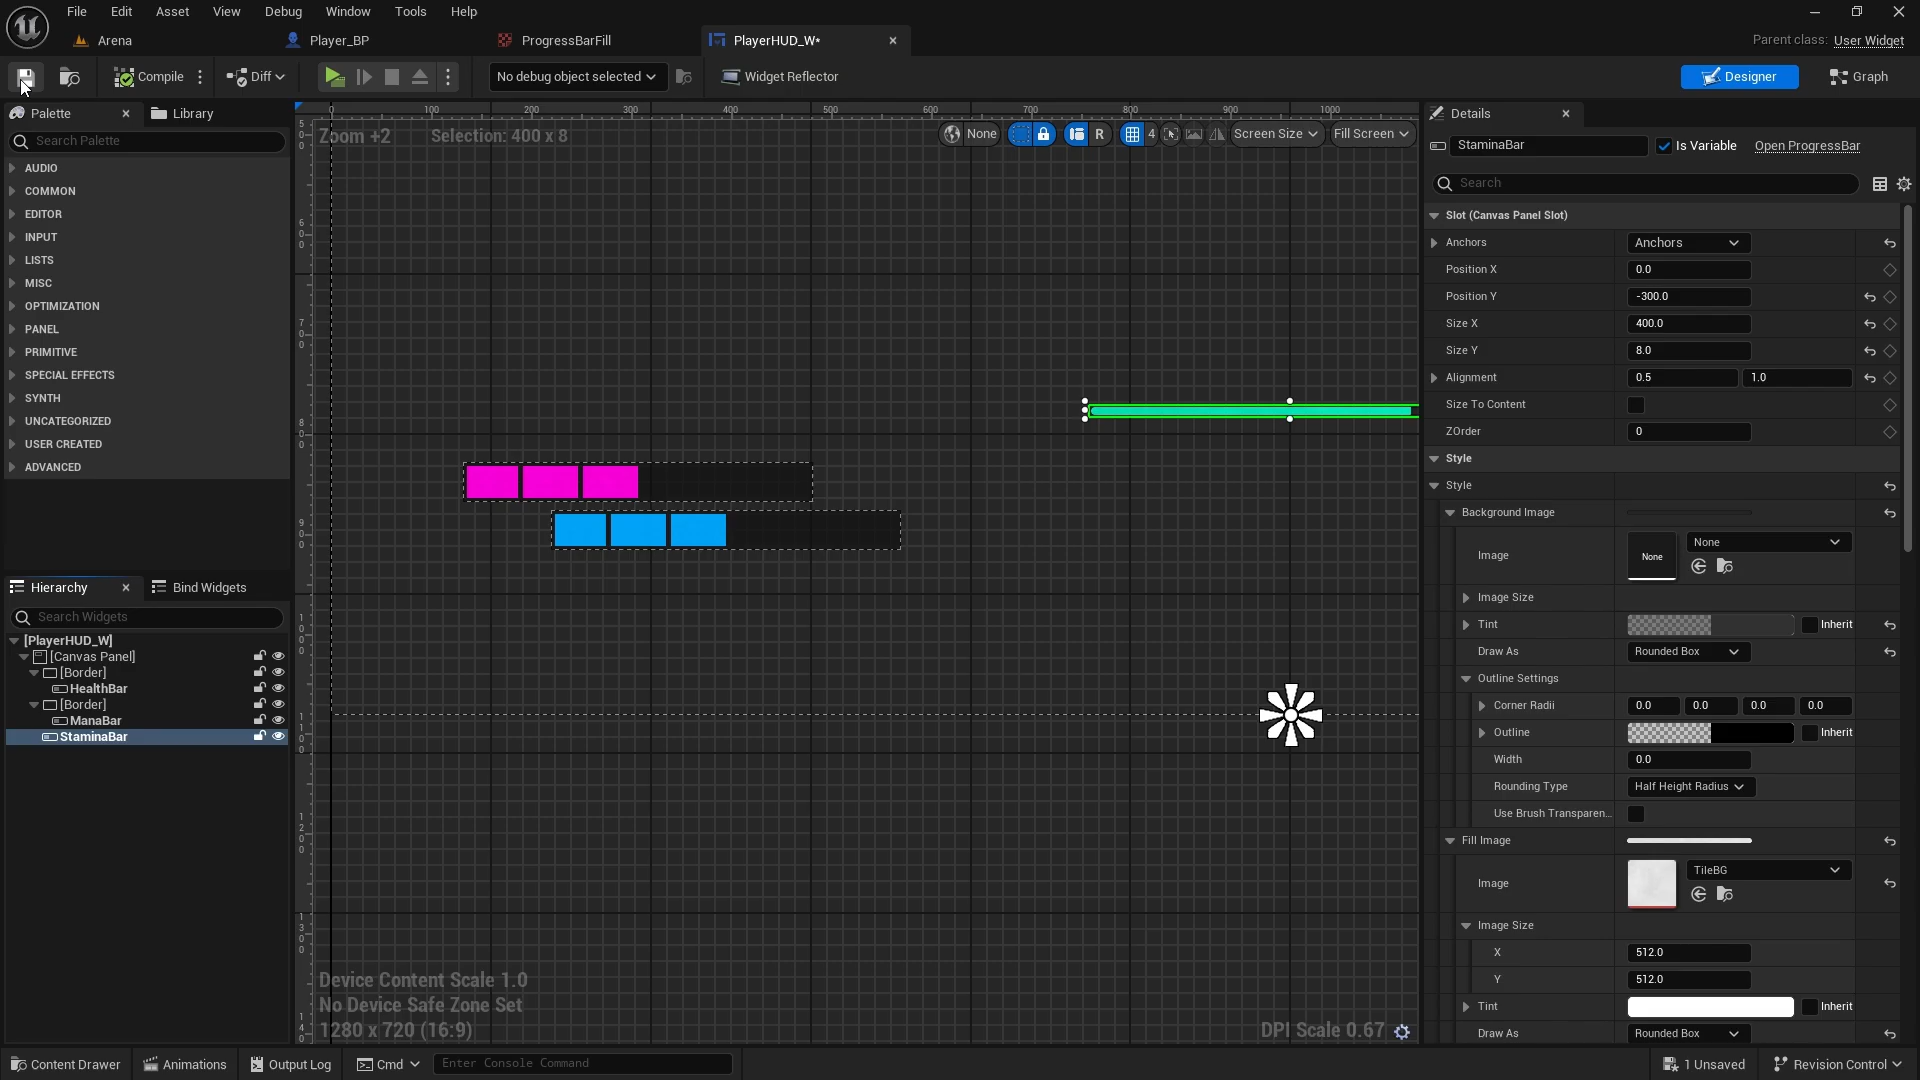 File Edit Asset View Debug Window Tools Help
Arena Player_BP ProgressBarFill PlayerHUD_W* Parent class: User Widget
Compile Diff No debug object selected Widget Reflector Designer Graph
Palette Library
Search Palette
AUDIO
COMMON
EDITOR
INPUT
LISTS
MISC
OPTIMIZATION
PANEL
PRIMITIVE
SPECIAL EFFECTS
SYNTH
UNCATEGORIZED
USER CREATED
ADVANCED
Hierarchy Bind Widgets
Search Widgets
[PlayerHUD_W]
[Canvas Panel]
[Border]
HealthBar
[Border]
ManaBar
StaminaBar
0 100 200 300 400 500 600 700 800 900 1000
Zoom +2 Selection: 400 x 8
None R 4 Screen Size Fill Screen
Device Content Scale 1.0
No Device Safe Zone Set
1280 x 720 (16:9)
DPI Scale 0.67
Details
StaminaBar Is Variable Open ProgressBar
Search
Slot (Canvas Panel Slot)
Anchors Anchors
Position X 0.0
Position Y -300.0
Size X 400.0
Size Y 8.0
Alignment 0.5 1.0
Size To Content
ZOrder 0
Style
Style
Background Image
Image None None
Image Size
Tint Inherit
Draw As Rounded Box
Outline Settings
Corner Radii 0.0 0.0 0.0 0.0
Outline Inherit
Width 0.0
Rounding Type Half Height Radius
Use Brush Transparen...
Fill Image
Image TileBG
Image Size
X 512.0
Y 512.0
Tint Inherit
Draw As Rounded Box
Content Drawer Animations Output Log Cmd Enter Console Command 1 Unsaved Revision Control